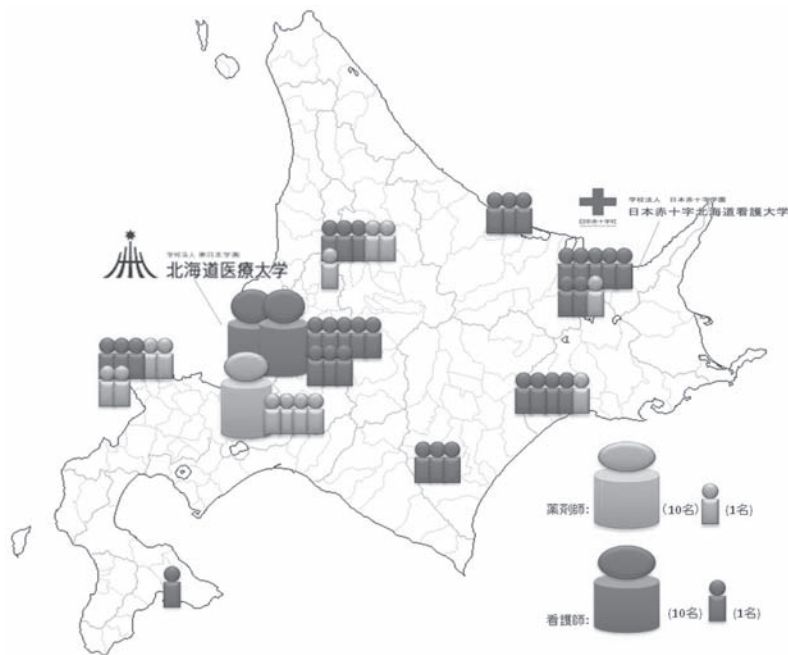 学校法人 日本赤十字学園
日本赤十字北海道看護大学
学校法人 東日本学園
北海道医療大学
薬剤師:
(10名)
(1名)
看護師:
(10名)
(1名)